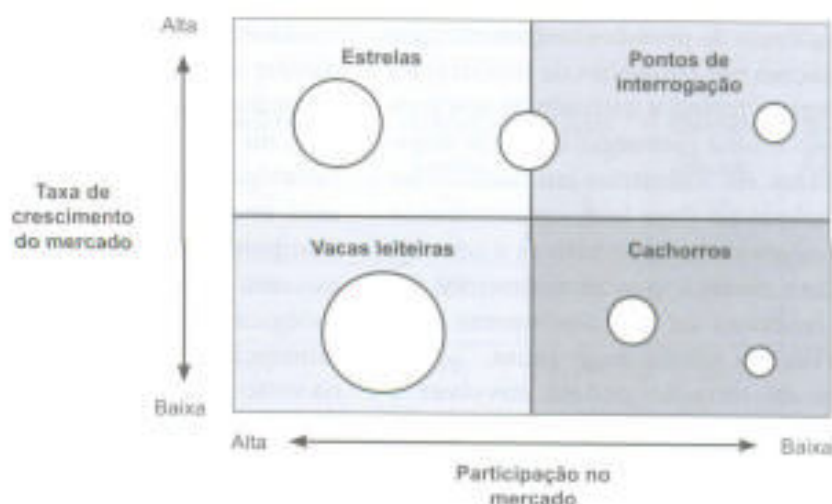 Alta
Estrelas
Pontos de
interrogação
Taxa de
crescimento
do mercado
Vacas leiteiras
Cachorros
Baixa
Alta
Baixa
Participação no
mercado